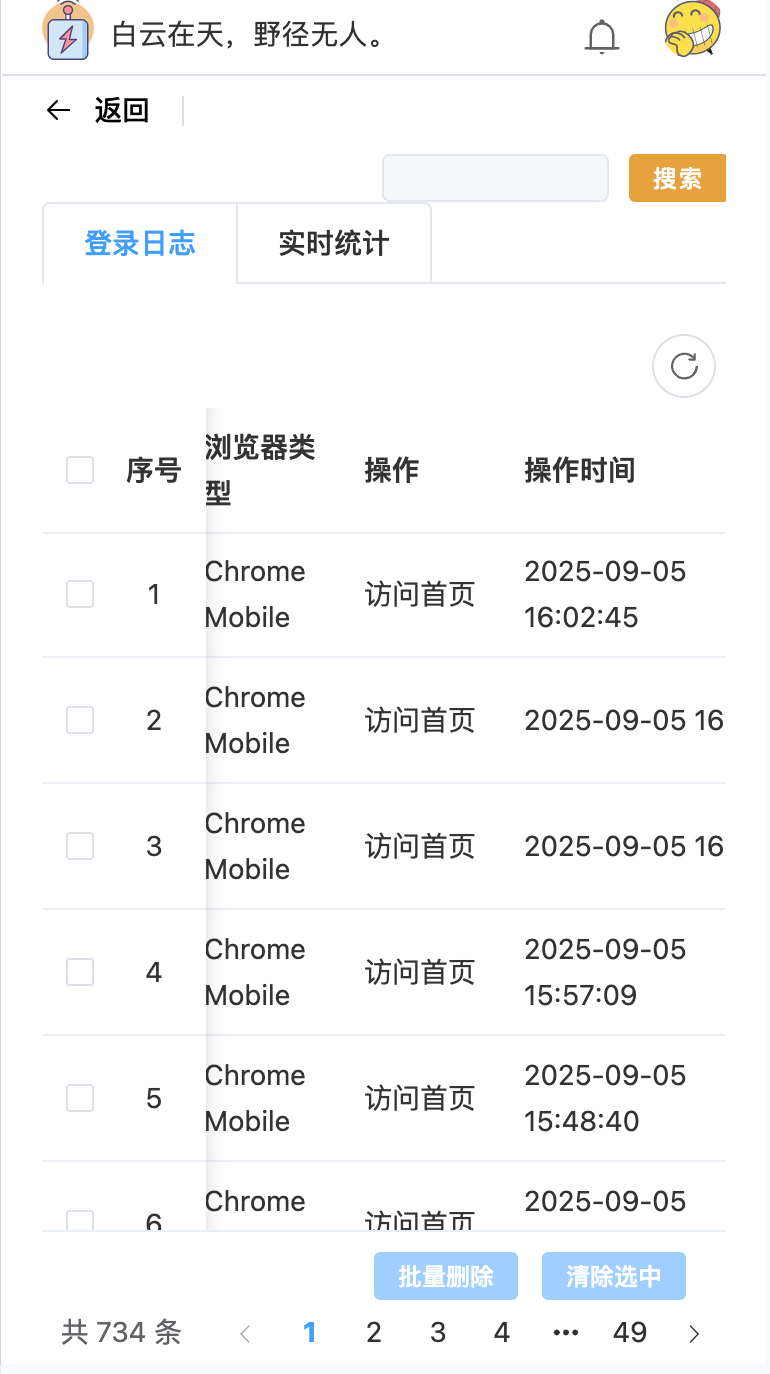 白云在天，野径无人。
返回
搜索
登录日志 实时统计
序号 浏览器类型 操作 操作时间
1 Chrome Mobile 访问首页 2025-09-05 16:02:45
2 Chrome Mobile 访问首页 2025-09-05 16
3 Chrome Mobile 访问首页 2025-09-05 16
4 Chrome Mobile 访问首页 2025-09-05 15:57:09
5 Chrome Mobile 访问首页 2025-09-05 15:48:40
6 Chrome 访问首页 2025-09-05
批量删除 清除选中
共 734 条 1 2 3 4 ••• 49